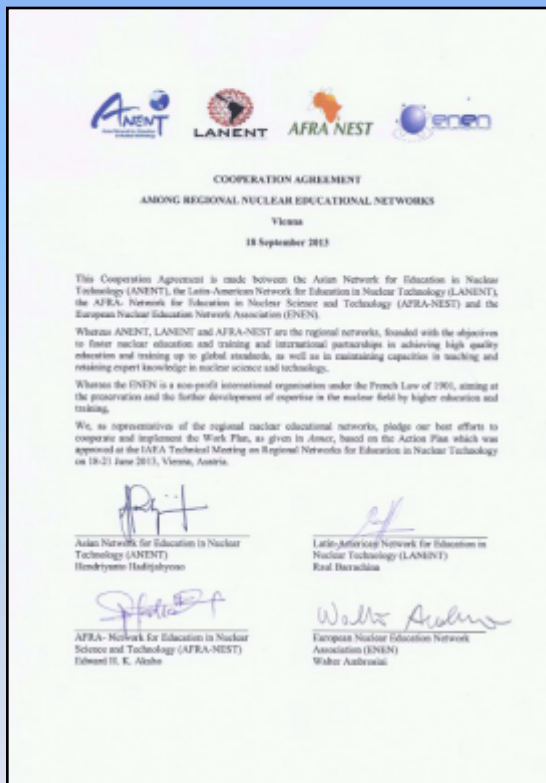 ANENT
LANENT
AFRA NEST
enen
COOPERATION AGREEMENT
AMONG REGIONAL NUCLEAR EDUCATIONAL NETWORKS
Vienna
18 September 2013
This Cooperation Agreement is made between the Asian Network for Education in Nuclear
Technology (ANENT), the Latin-American Network for Education in Nuclear Technology (LANENT),
the AFRA- Network for Education in Nuclear Science and Technology (AFRA-NEST) and the
European Nuclear Education Network Association (ENEN).
Whereas ANENT, LANENT and AFRA-NEST are the regional networks, founded with the objectives
to foster nuclear education and training and international partnerships in achieving high quality
education and training up to global standards, as well as in maintaining capacities in teaching and
retaining expert knowledge in nuclear science and technology.
Whereas the ENEN is a non-profit international organisation under the French Law of 1901, aiming at
the preservation and the further development of expertise in the nuclear field by higher education and
training,
We, as representatives of the regional nuclear educational networks, pledge our best efforts to
cooperate and implement the Work Plan, as given in Annex, based on the Action Plan which was
approved at the IAEA Technical Meeting on Regional Networks for Education in Nuclear Technology
on 18-21 June 2013, Vienna, Austria.
Asian Network for Education in Nuclear
Technology (ANENT)
Hendriyanto Haditjahyono
Latin-American Network for Education in
Nuclear Technology (LANENT)
Raul Barrachina
AFRA- Network for Education in Nuclear
Science and Technology (AFRA-NEST)
Edward H. K. Akaho
Walter Ambrosini
European Nuclear Education Network
Association (ENEN)
Walter Ambrosini